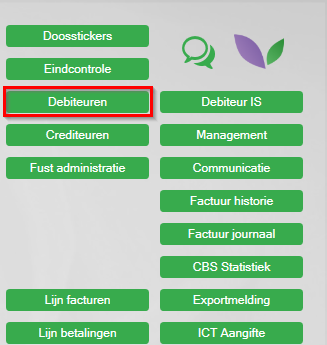 Doosstickers
Eindcontrole
Debiteuren
Debiteur IS
Crediteuren
Management
Fust administratie
Communicatie
Factuur historie
Factuur journaal
CBS Statistiek
Lijn facturen
Exportmelding
Lijn betalingen
ICT Aangifte